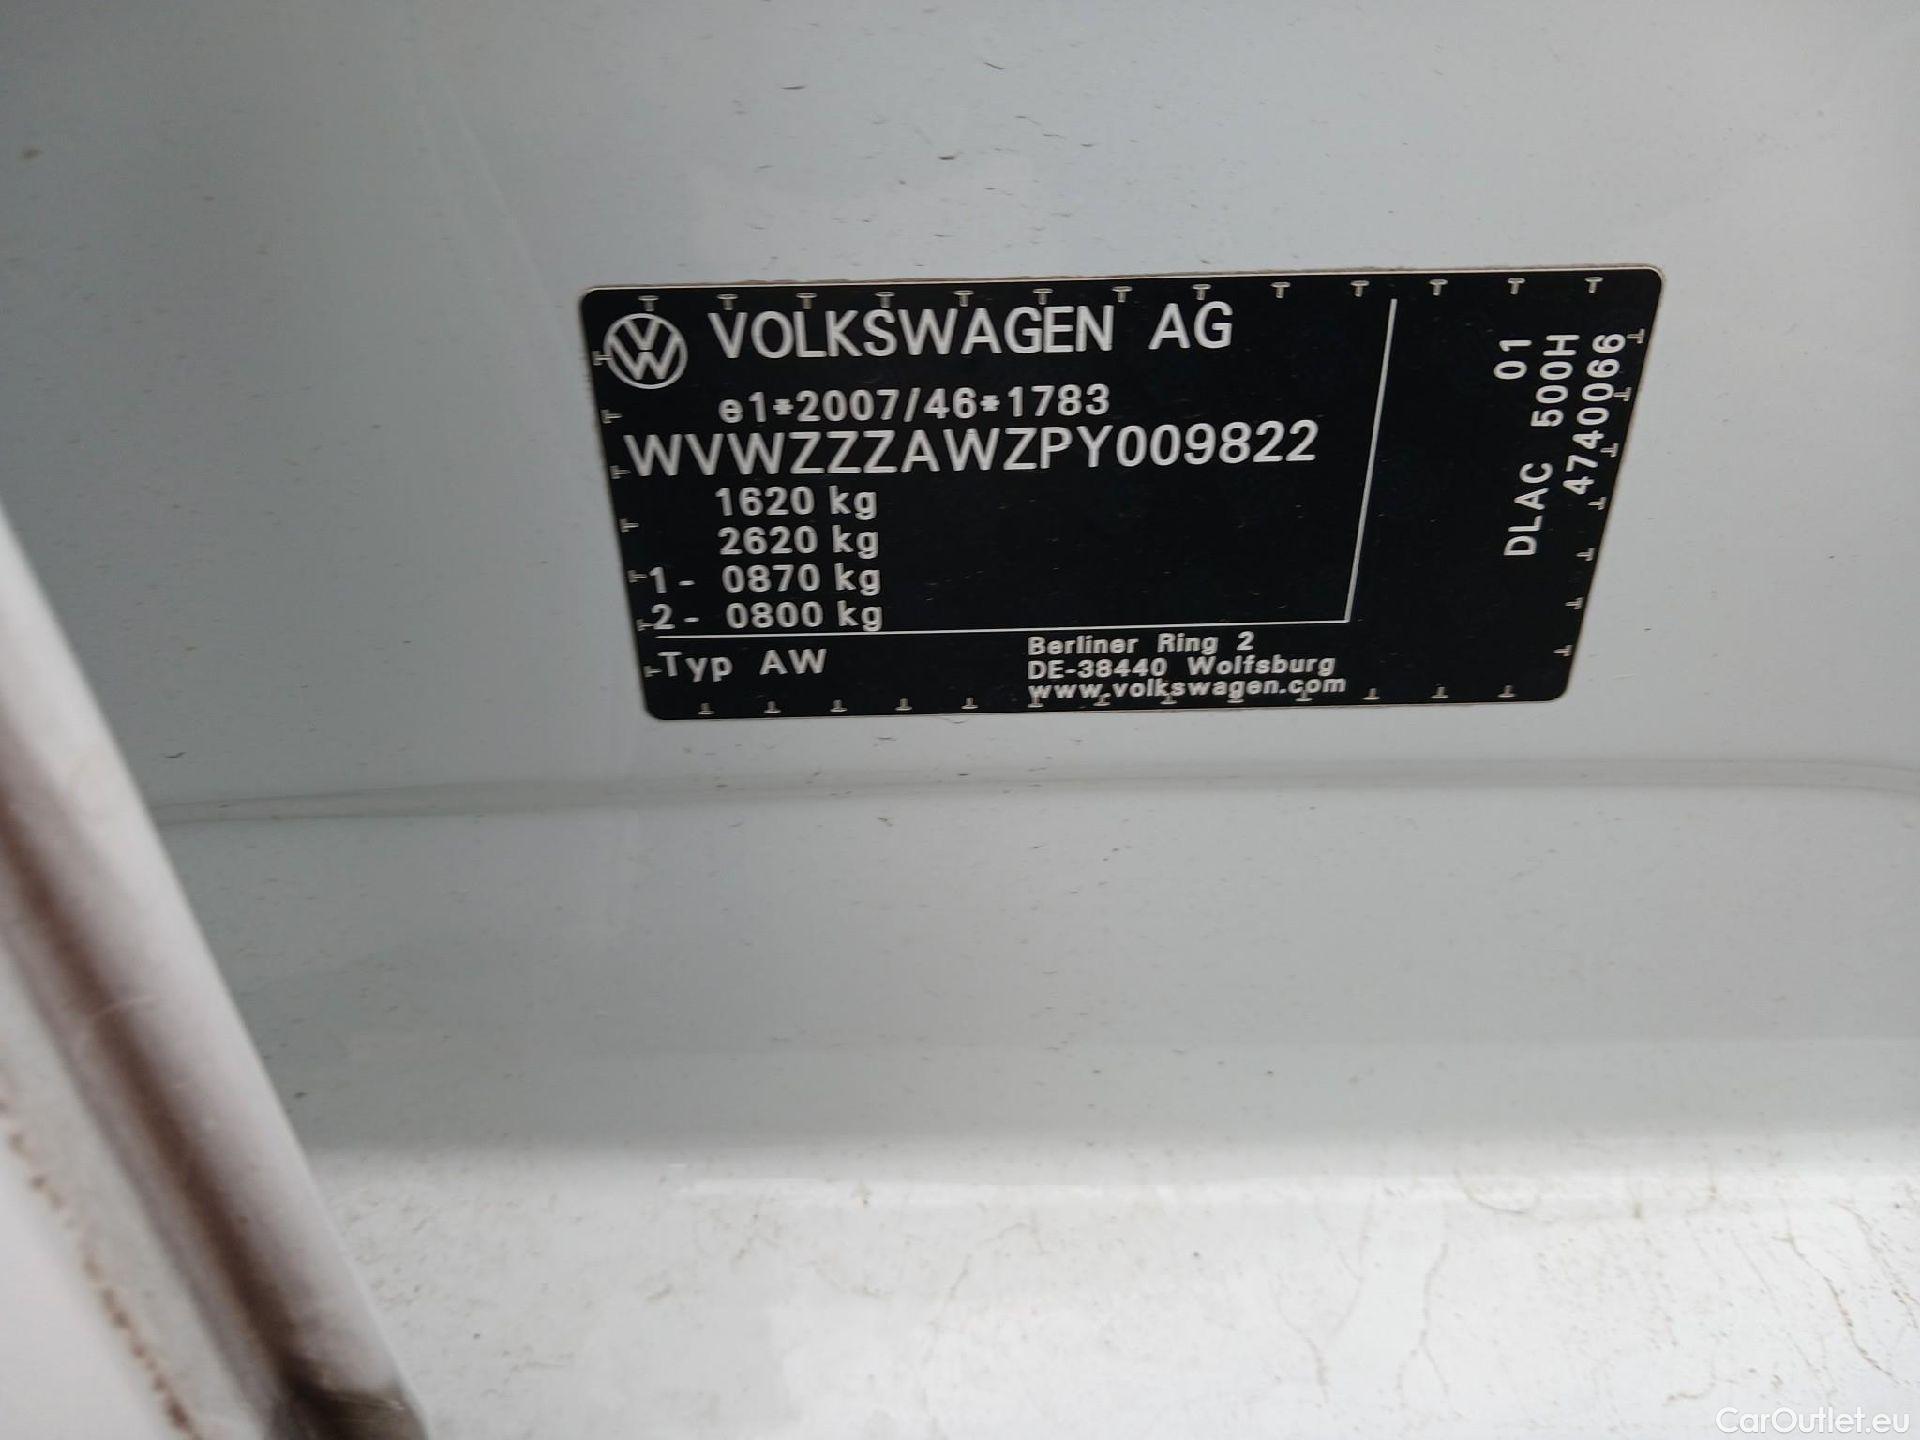 VOLKSWAGEN AG
e1*2007/46*1783
WVWZZZAWZPY009822
1620 kg
2620 kg
1- 0870 kg
2- 0800 kg
Typ AW
Berliner Ring 2
DE-38440 Wolfsburg
www.volkswagen.com
01
DLAC 500H
4740066
CarOutlet.eu